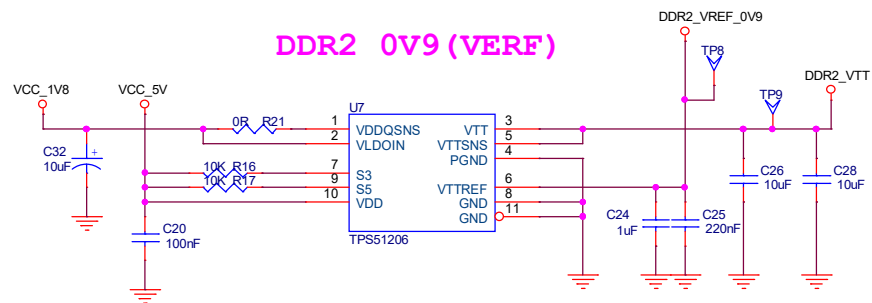 DDR2_VREF_0V9
DDR2 0V9(VERF)
TP8
VCC_1V8
VCC_5V
TP9
DDR2_VTT
U7
0R R21
1
VDDQSNS
VTT
3
2
VLDOIN
VTTSNS
5
PGND
4
C32
10uF
+
10K R16
7
S3
10K R17
9
S5
VTTREF
6
10
VDD
GND
8
GND
11
C26
10uF
C28
10uF
C20
100nF
TPS51206
C24
1uF
C25
220nF